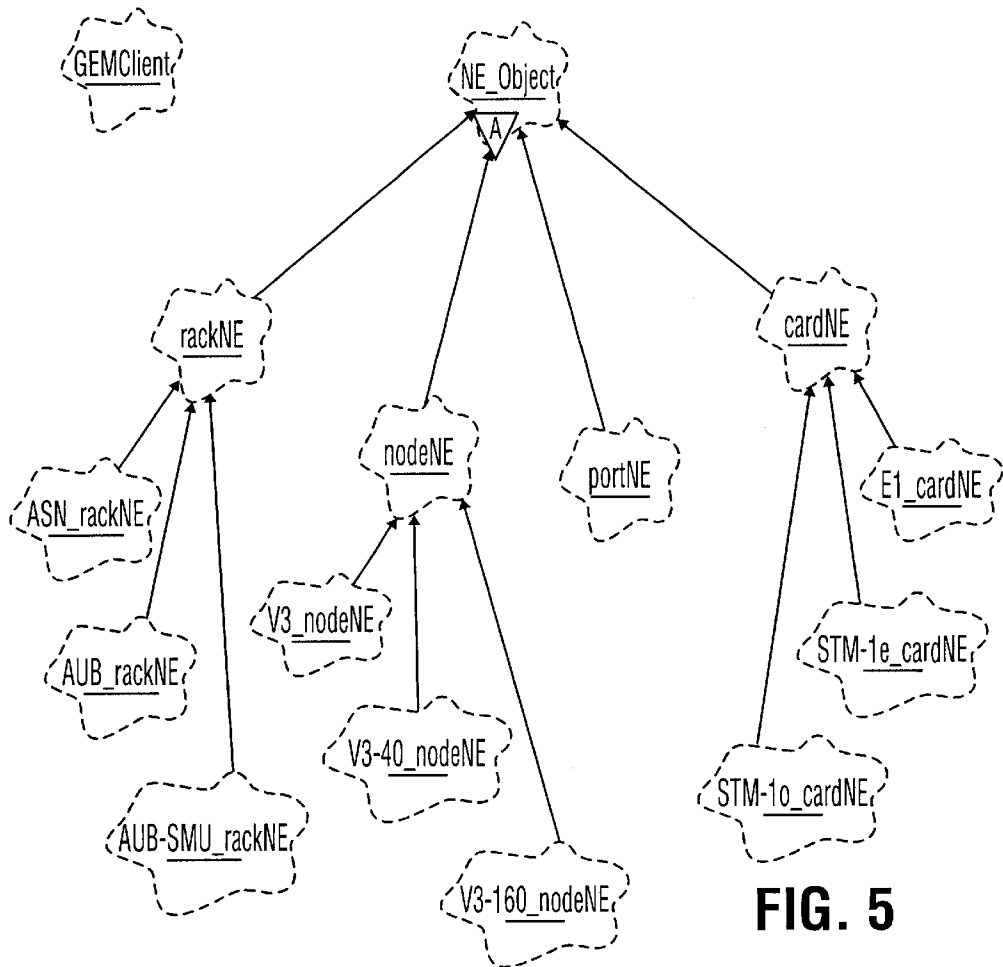 GEMClient
NE_Object
A
rackNE
cardNE
nodeNE
portNE
E1_cardNE
ASN_rackNE
V3_nodeNE
STM-1e_cardNE
AUB_rackNE
V3-40_nodeNE
STM-1o_cardNE
AUB-SMU_rackNE
V3-160_nodeNE
FIG. 5